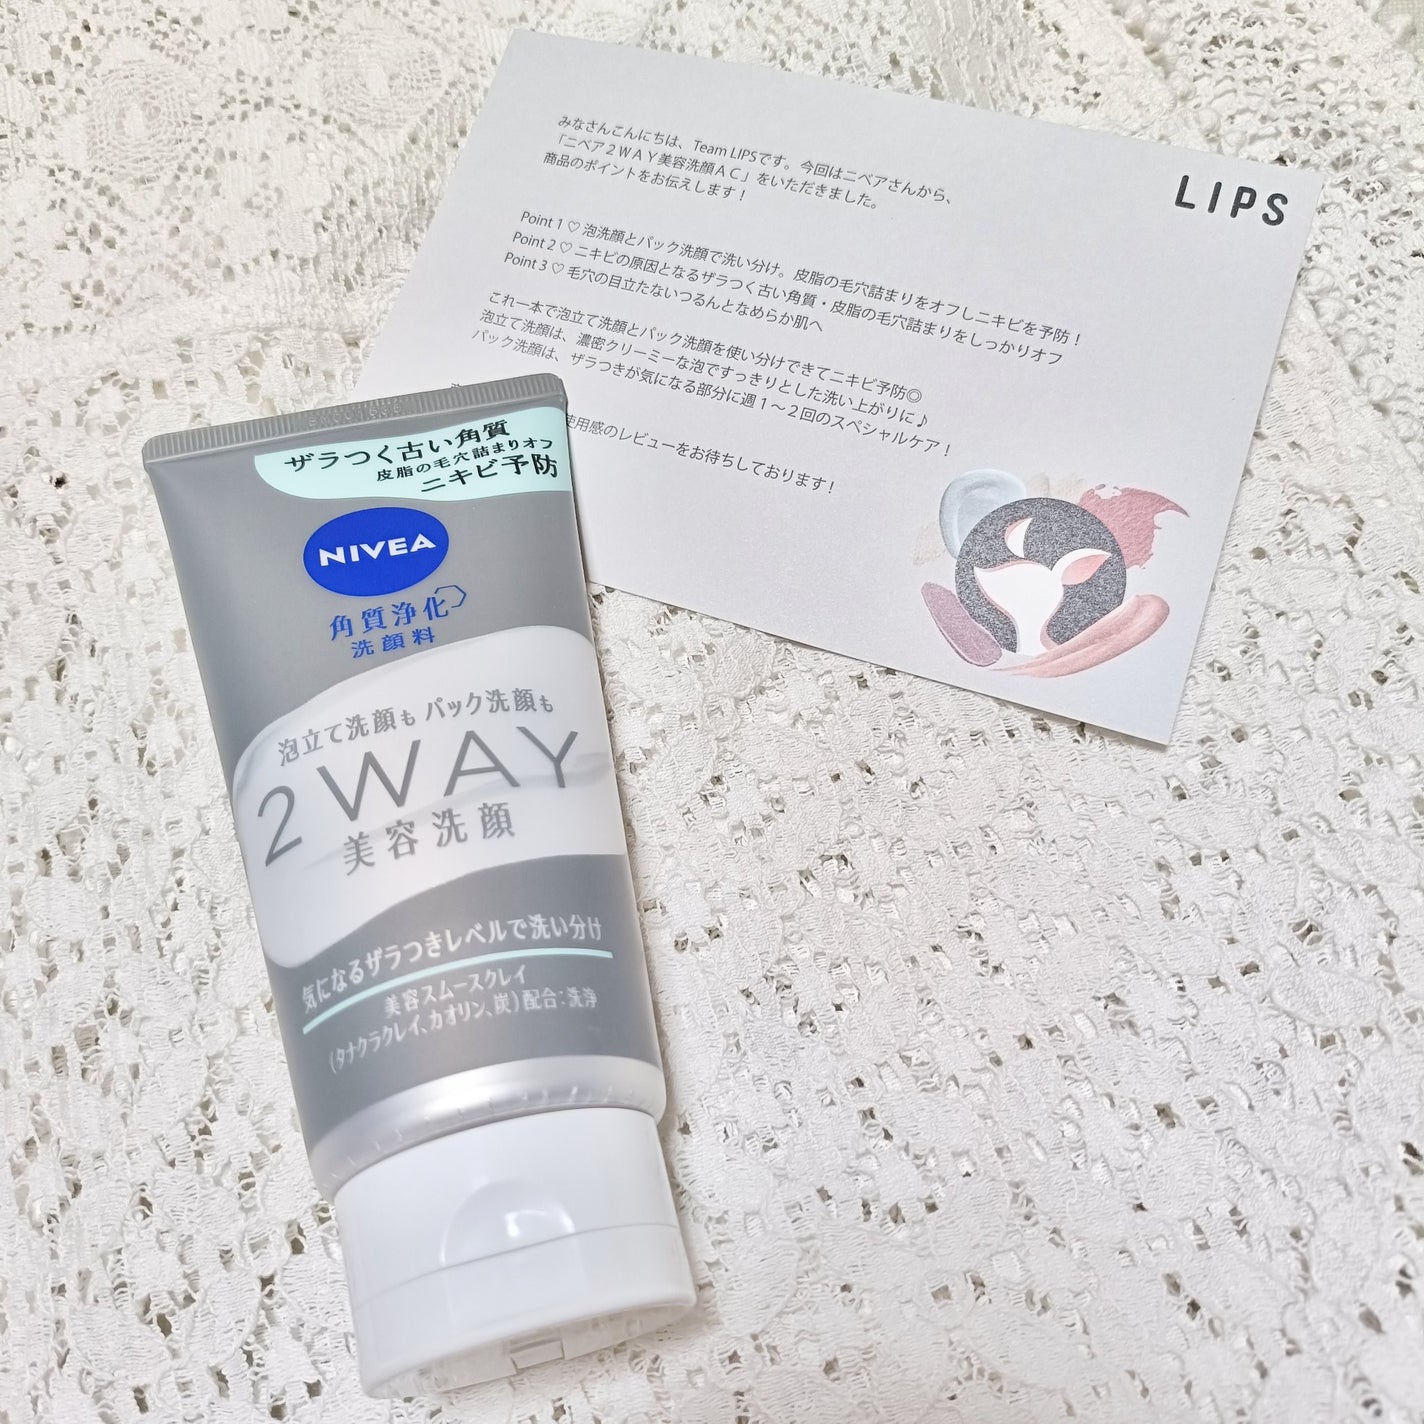 みなさんこんにちは、Team LIPSです。今回はニベアさんから、
「ニベア２ＷＡＹ美容洗顔ＡＣ」をいただきました。
商品のポイントをお伝えします！
LIPS
Point 1 ♡ 泡洗顔とパック洗顔で洗い分け。皮脂の毛穴詰まりをオフしニキビを予防！
Point 2 ♡ ニキビの原因となるザラつく古い角質・皮脂の毛穴詰まりをしっかりオフ
Point 3 ♡ 毛穴の目立たないつるんとなめらか肌へ
これ一本で泡立て洗顔とパック洗顔を使い分けできてニキビ予防◎
泡立て洗顔は、濃密クリーミーな泡ですっきりとした洗い上がりに♪
パック洗顔は、ザラつきが気になる部分に週１～２回のスペシャルケア！
使用感のレビューをお待ちしております！
ザラつく古い角質
皮脂の毛穴詰まりオフ
ニキビ予防
NIVEA
角質浄化
洗顔料
泡立て洗顔も パック洗顔も
2WAY
美容洗顔
気になるザラつきレベルで洗い分け
美容スムースクレイ
(タナクラクレイ、カオリン、炭)配合:洗浄